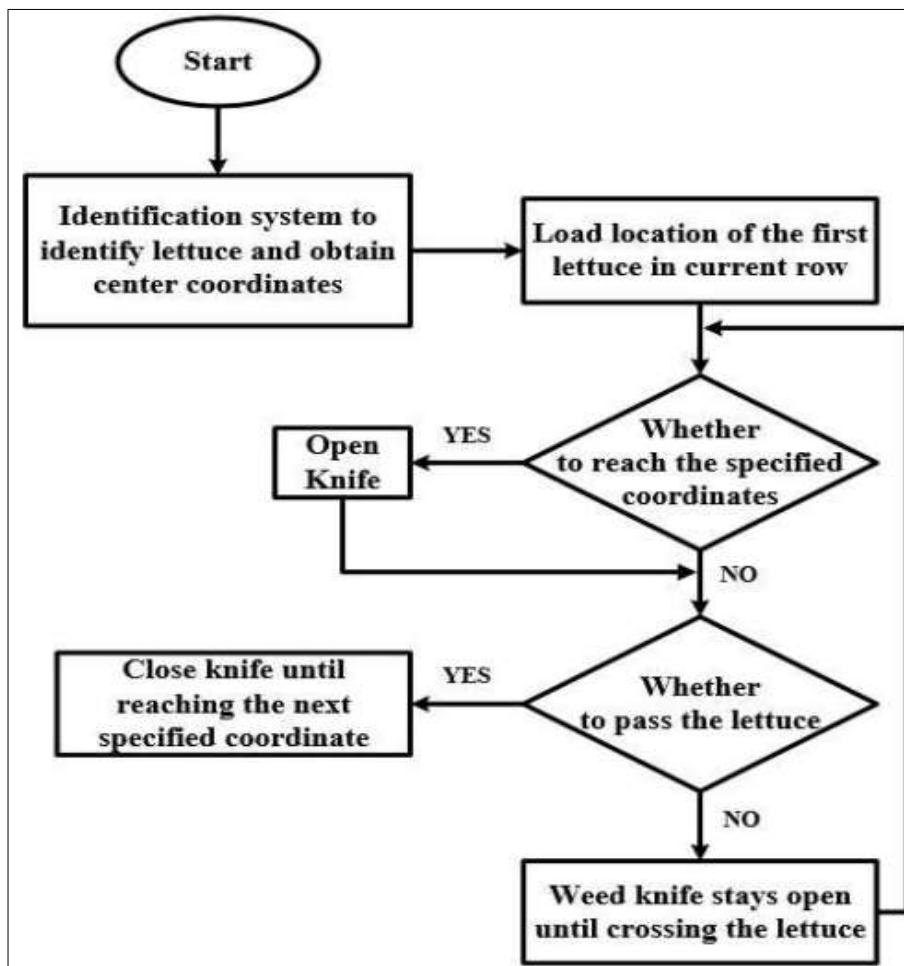 Start
Identification system to
identify lettuce and obtain
center coordinates
Load location of the first
lettuce in current row
Whether
to reach the specified
coordinates
YES
Open
Knife
NO
Whether
to pass the lettuce
YES
Close knife until
reaching the next
specified coordinate
NO
Weed knife stays open
until crossing the lettuce